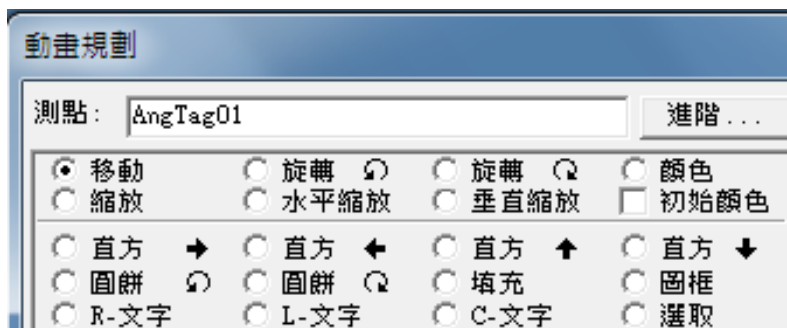 動畫規劃
測點: AngTag01 進階...
移動 旋轉 旋轉 顏色
縮放 水平縮放 垂直縮放 初始顏色
直方 直方 直方 直方
圓餅 圓餅 填充 圖框
R-文字 L-文字 C-文字 選取